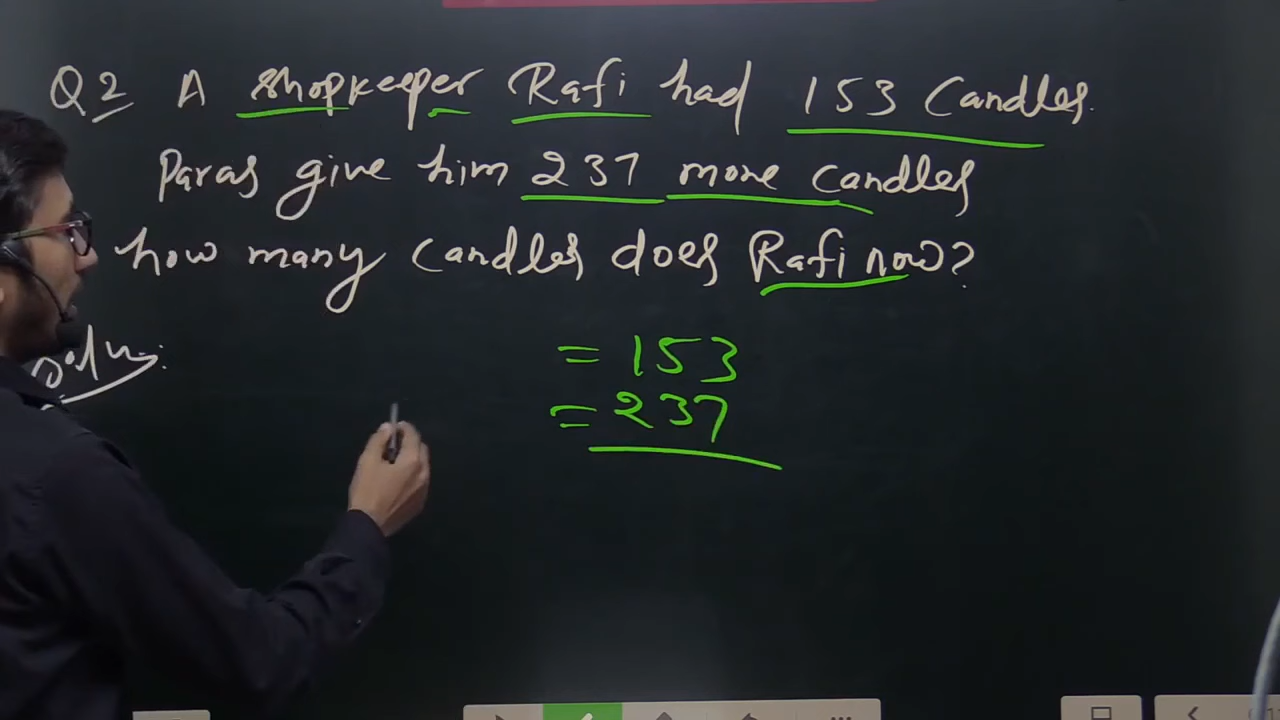 Q2 A shopkeeper Rafi had 153 Candles.
Paras give him 237 more candles
how many candles does Rafi now?
Soln:
= 153
= 237